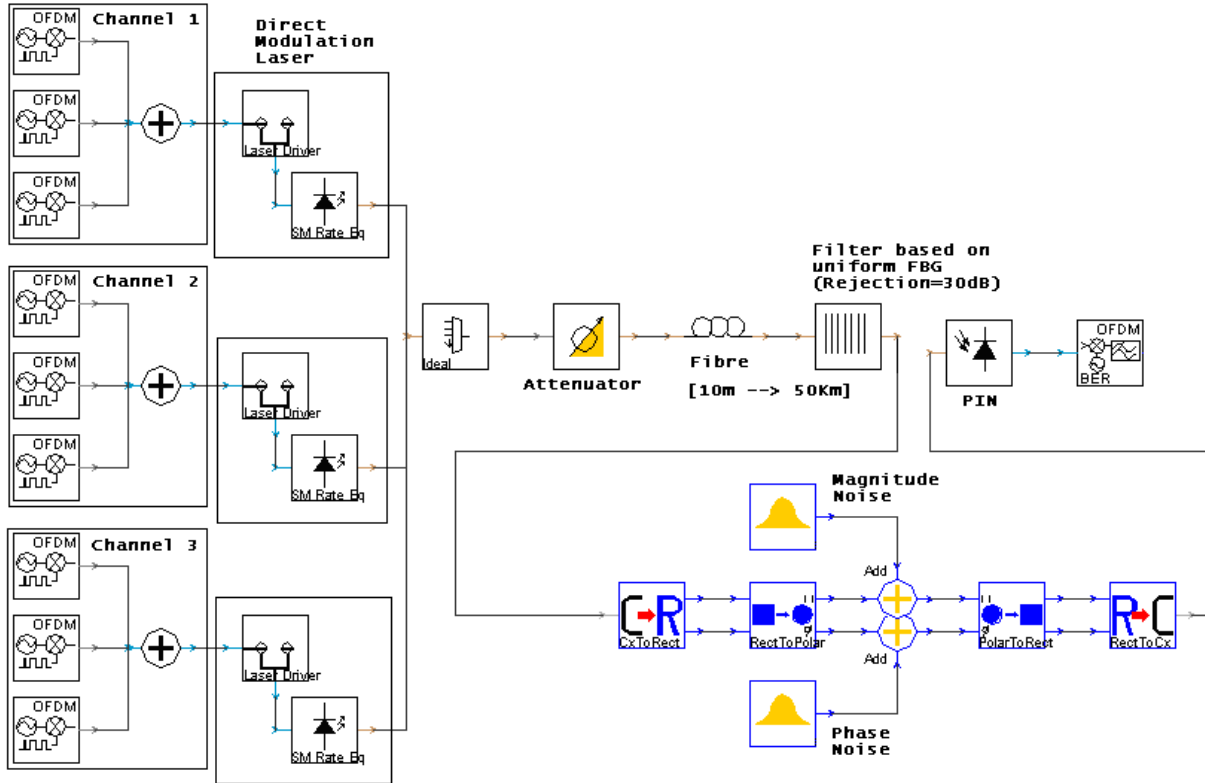 OFDM
Channel 1
OFDM
OFDM
Direct
Modulation
Laser
Laser Driver
SM Rate Eq
OFDM
Channel 2
OFDM
OFDM
Laser Driver
SM Rate Eq
OFDM
Channel 3
OFDM
OFDM
Laser Driver
SM Rate Eq
Ideal
Attenuator
Fibre
[10m --> 50Km]
Filter based on
uniform FBG
(Rejection=30dB)
PIN
OFDM
BER
Magnitude
Noise
Add
C R
CxToRect
RectToPolar
Add
PolarToRect
R C
RectToCx
Phase
Noise